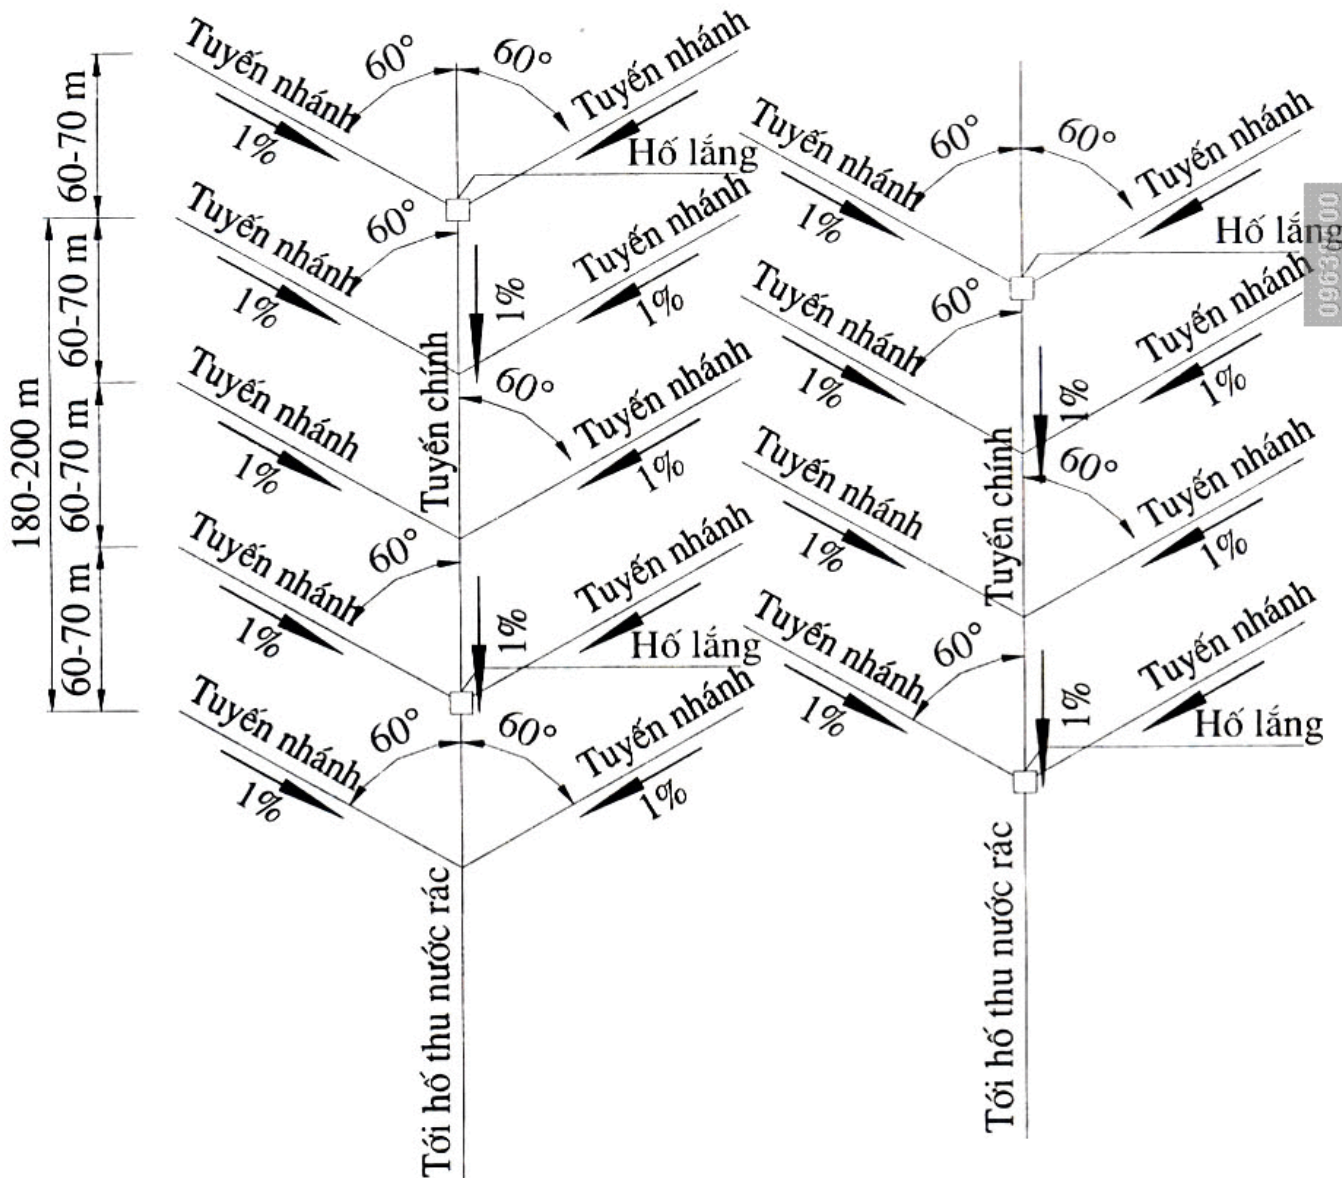 Tuyến nhánh
60°
60°
Tuyến nhánh
1%
Hố lắng
60-70 m
Tuyến nhánh
60°
60°
Tuyến nhánh
1%
Hố lắng
Tuyến nhánh
60°
Tuyến nhánh
1%
1%
1%
60-70 m
Tuyến nhánh
60°
Tuyến nhánh
1%
1%
1%
Tuyến nhánh
60°
Tuyến nhánh
1%
1%
Tuyến chính
60-70 m
180-200 m
Tuyến nhánh
60°
Tuyến nhánh
1%
1%
Tuyến chính
Tuyến nhánh
60°
Tuyến nhánh
1%
1%
Hố lắng
60-70 m
Tuyến nhánh
60°
Tuyến nhánh
1%
1%
Hố lắng
Tuyến nhánh
60°
60°
Tuyến nhánh
1%
1%
Tới hố thu nước rác
Tới hố thu nước rác